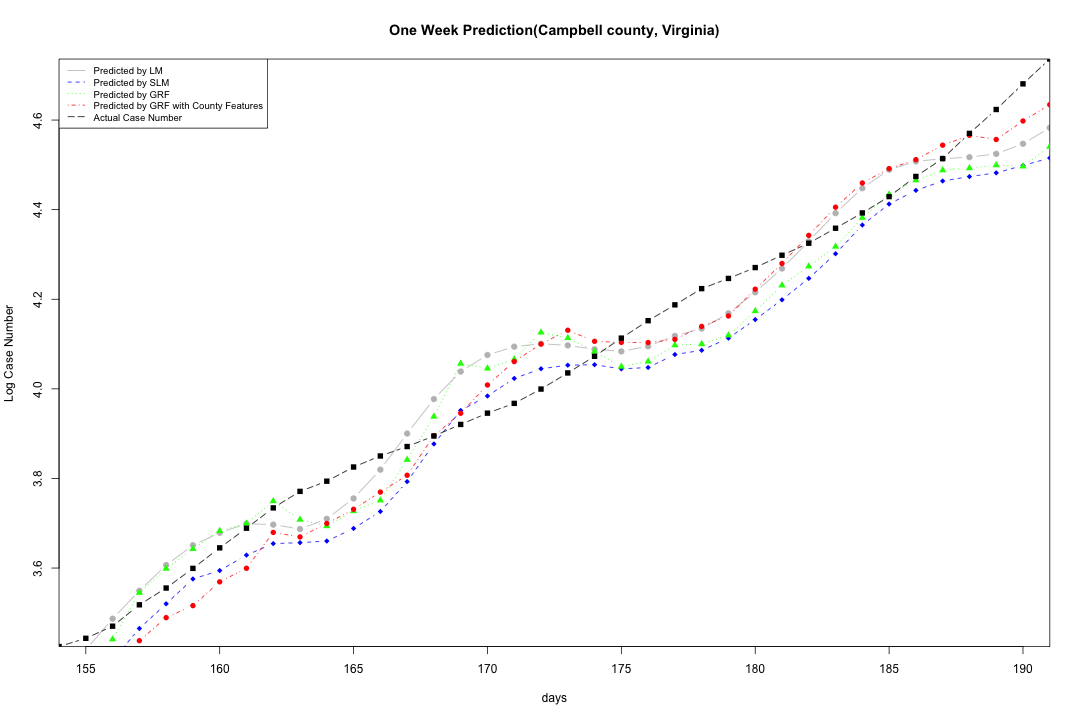 One Week Prediction(Campbell county, Virginia)
Predicted by LM
Predicted by SLM
Predicted by GRF
Predicted by GRF with County Features
Actual Case Number
4.6
4.4
4.2
4.0
3.8
3.6
Log Case Number
155 160 165 170 175 180 185 190
days